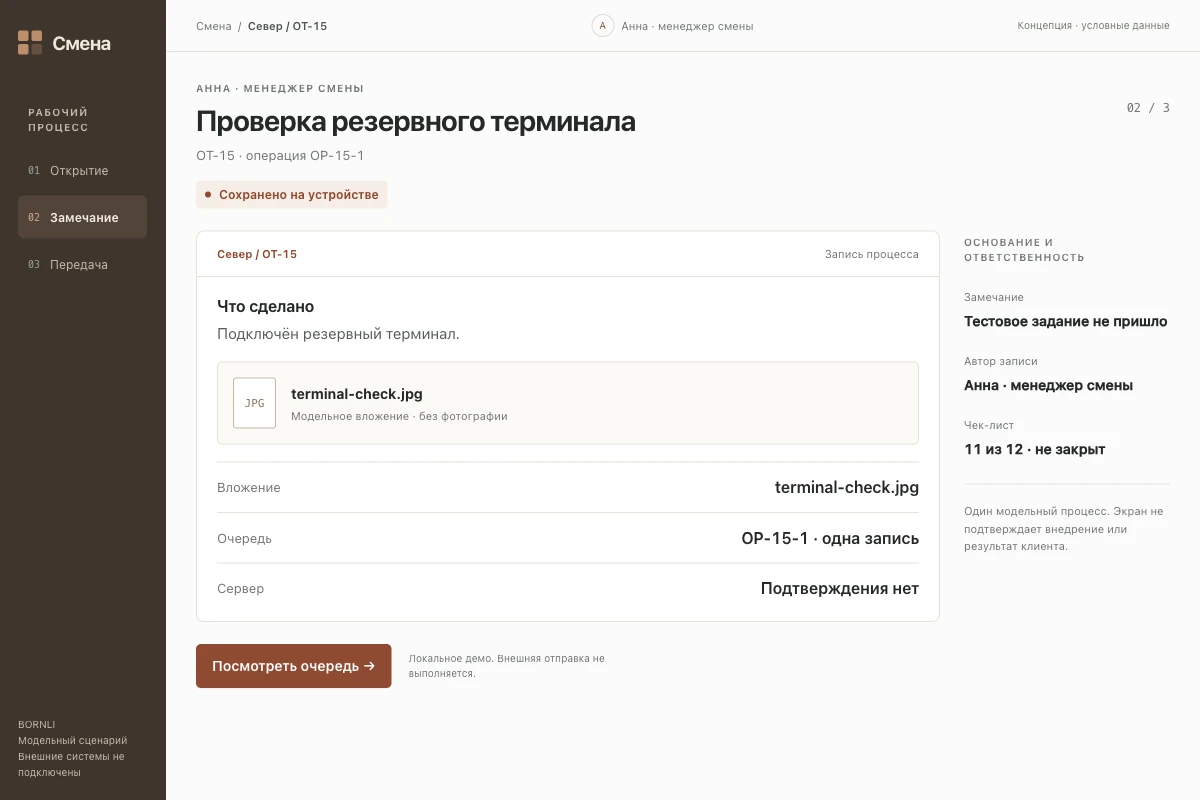 Смена
РАБОЧИЙ
ПРОЦЕСС
01 Открытие
02 Замечание
03 Передача
BORNLI
Модельный сценарий
Внешние системы не
подключены
Смена / Север / ОТ-15
А Анна · менеджер смены
Концепция · условные данные
АННА · МЕНЕДЖЕР СМЕНЫ
Проверка резервного терминала
02 / 3
ОТ-15 · операция ОР-15-1
Сохранено на устройстве
Север / ОТ-15
Запись процесса
Что сделано
Подключён резервный терминал.
JPG
terminal-check.jpg
Модельное вложение · без фотографии
Вложение terminal-check.jpg
Очередь ОР-15-1 · одна запись
Сервер Подтверждения нет
Посмотреть очередь →
Локальное демо. Внешняя отправка не
выполняется.
ОСНОВАНИЕ И
ОТВЕТСТВЕННОСТЬ
Замечание
Тестовое задание не пришло
Автор записи
Анна · менеджер смены
Чек-лист
11 из 12 · не закрыт
Один модельный процесс. Экран не
подтверждает внедрение или
результат клиента.